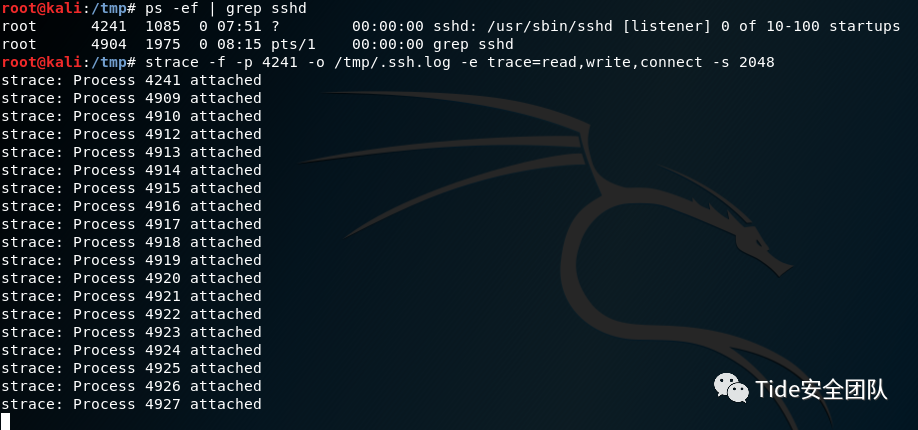 root@kali:/tmp# ps -ef | grep sshd
root      4241  1085  0 07:51 ?        00:00:00 sshd: /usr/sbin/sshd [listener] 0 of 10-100 startups
root      4904  1975  0 08:15 pts/1    00:00:00 grep sshd
root@kali:/tmp# strace -f -p 4241 -o /tmp/.ssh.log -e trace=read,write,connect -s 2048
strace: Process 4241 attached
strace: Process 4909 attached
strace: Process 4910 attached
strace: Process 4912 attached
strace: Process 4913 attached
strace: Process 4914 attached
strace: Process 4915 attached
strace: Process 4916 attached
strace: Process 4917 attached
strace: Process 4918 attached
strace: Process 4919 attached
strace: Process 4920 attached
strace: Process 4921 attached
strace: Process 4922 attached
strace: Process 4923 attached
strace: Process 4924 attached
strace: Process 4925 attached
strace: Process 4926 attached
strace: Process 4927 attached
Tide安全团队